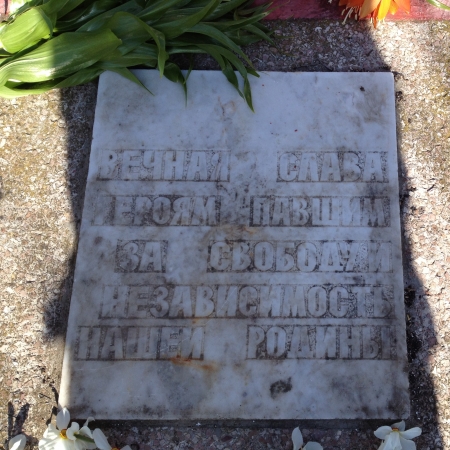 ВЕЧНАЯ СЛАВА
ГЕРОЯМ ПАВШИМ
ЗА СВОБОДУ И
НЕЗАВИСИМОСТЬ
НАШЕЙ РОДИНЫ